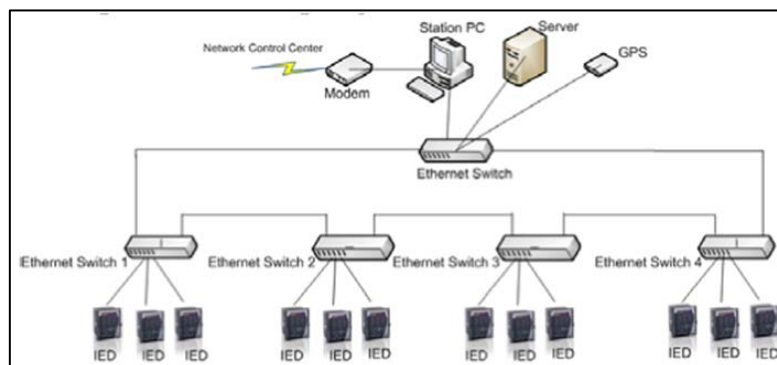 Station PC
Server
GPS
Network Control Center
Modem
Ethernet Switch
Ethernet Switch 1
Ethernet Switch 2
Ethernet Switch 3
Ethernet Switch 4
IED IED IED
IED IED IED
IED IED IED
IED IED IED